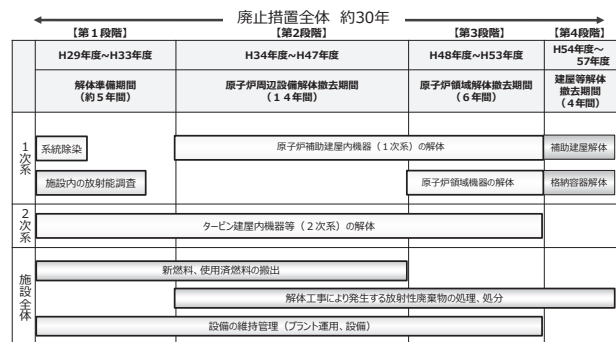 廃止措置全体 約30年
【第1段階】
【第2段階】
【第3段階】
【第4段階】
H29年度~H33年度
H34年度~H47年度
H48年度~H53年度
H54年度~
57年度
解体準備期間
(約5年間)
原子炉周辺設備解体撤去期間
(14年間)
原子炉領域解体撤去期間
(6年間)
建屋等解体
撤去期間
(4年間)
1次系
系統除染
原子炉補助建屋内機器(1次系)の解体
補助建屋解体
施設内の放射能調査
原子炉領域機器の解体
格納容器解体
2次系
タービン建屋内機器等(2次系)の解体
施設全体
新燃料、使用済燃料の搬出
解体工事により発生する放射性廃棄物の処理、処分
設備の維持管理(プラント運用、設備)